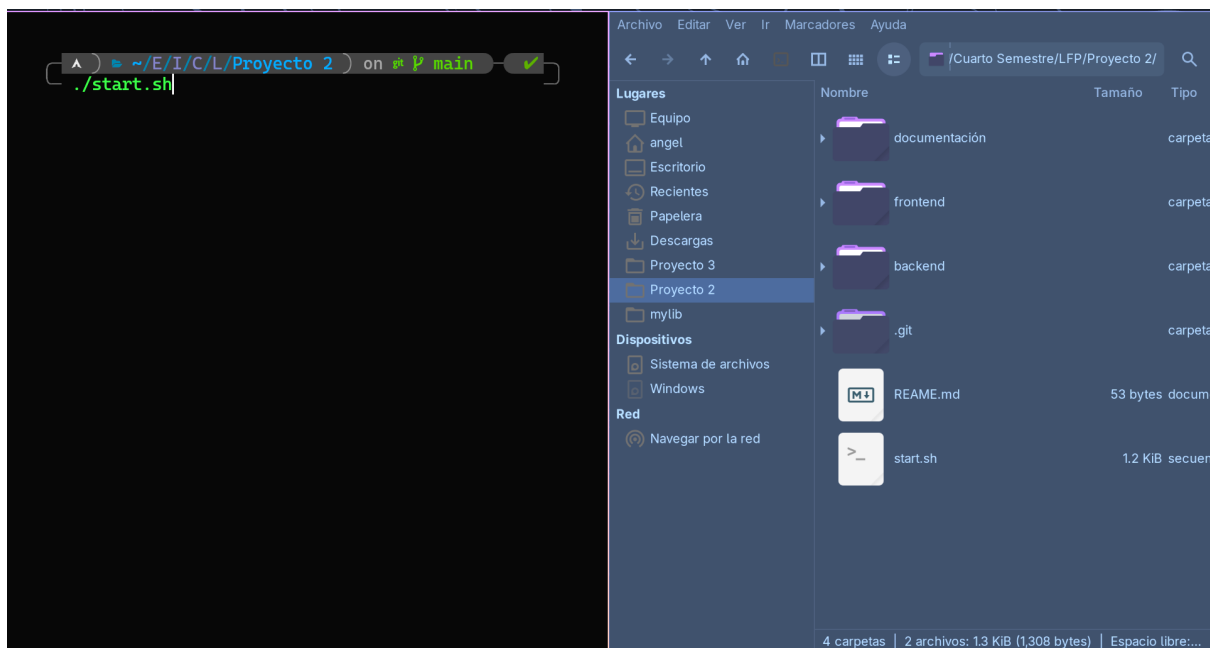 ~/E/I/C/L/Proyecto 2 ) on git main ✔
./start.sh
Archivo Editar Ver Ir Marcadores Ayuda
/Cuarto Semestre/LFP/Proyecto 2/
Lugares
Equipo
angel
Escritorio
Recientes
Papelera
Descargas
Proyecto 3
Proyecto 2
mylib
Dispositivos
Sistema de archivos
Windows
Red
Navegar por la red
Nombre Tamaño Tipo
documentación carpeta
frontend carpeta
backend carpeta
.git carpeta
REAME.md 53 bytes docum
start.sh 1.2 KiB secuen
4 carpetas | 2 archivos: 1.3 KiB (1,308 bytes) | Espacio libre:...